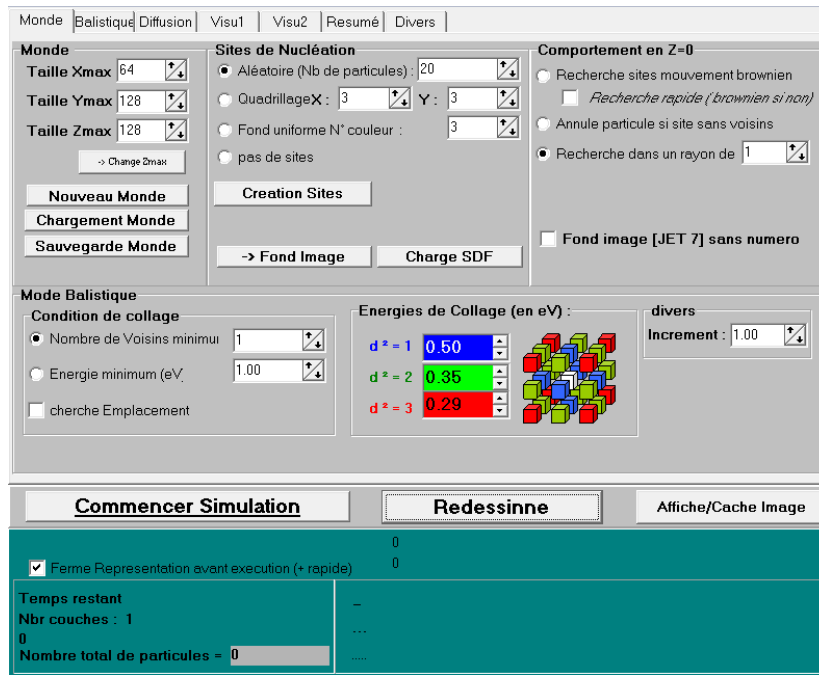 Monde Balistique Diffusion Visu1 Visu2 Resumé Divers
Monde
Taille Xmax 64
Taille Ymax 128
Taille Zmax 128
-> Change Zmax
Nouveau Monde
Chargement Monde
Sauvegarde Monde
Sites de Nucléation
Aléatoire (Nb de particules) : 20
Quadrillage X : 3 Y : 3
Fond uniforme N° couleur : 3
pas de sites
Creation Sites
-> Fond Image Charge SDF
Comportement en Z=0
Recherche sites mouvement brownien
Recherche rapide (brownien si non)
Annule particule si site sans voisins
Recherche dans un rayon de 1
Fond image [JET 7] sans numero
Mode Balistique
Condition de collage
Nombre de Voisins minimu 1
Energie minimum (eV) 1.00
cherche Emplacement
Energies de Collage (en eV) :
d ² = 1 0.50
d ² = 2 0.35
d ² = 3 0.29
divers
Increment : 1.00
Commencer Simulation Redessinne Affiche/Cache Image
0
Ferme Representation avant execution (+ rapide) 0
Temps restant
Nbr couches : 1
0
Nombre total de particules = 0
_
...
.....